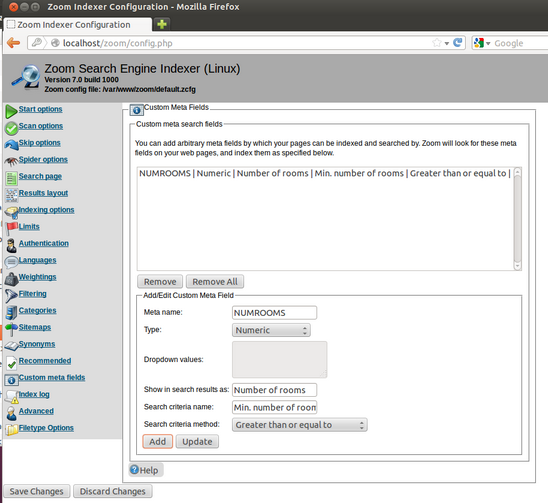 Zoom Indexer Configuration - Mozilla Firefox
Zoom Indexer Configuration
localhost/zoom/config.php
Google
Zoom Search Engine Indexer (Linux)
Version 7.0 build 1000
Zoom config file: /var/www/zoom/default.zcfg
Start options
Scan options
Skip options
Spider options
Search page
Results layout
Indexing options
Limits
Authentication
Languages
Weightings
Filtering
Categories
Sitemaps
Synonyms
Recommended
Custom meta fields
Index log
Advanced
Filetype Options
Custom Meta Fields
Custom meta search fields
You can add arbitrary meta fields by which your pages can be indexed and searched by. Zoom will look for these meta
fields on your web pages, and index them as specified below.
NUMROOMS | Numeric | Number of rooms | Min. number of rooms | Greater than or equal to |
Remove
Remove All
Add/Edit Custom Meta Field
Meta name: NUMROOMS
Type: Numeric
Dropdown values:
Show in search results as: Number of rooms
Search criteria name: Min. number of room
Search criteria method: Greater than or equal to
Add
Update
Help
Save Changes
Discard Changes